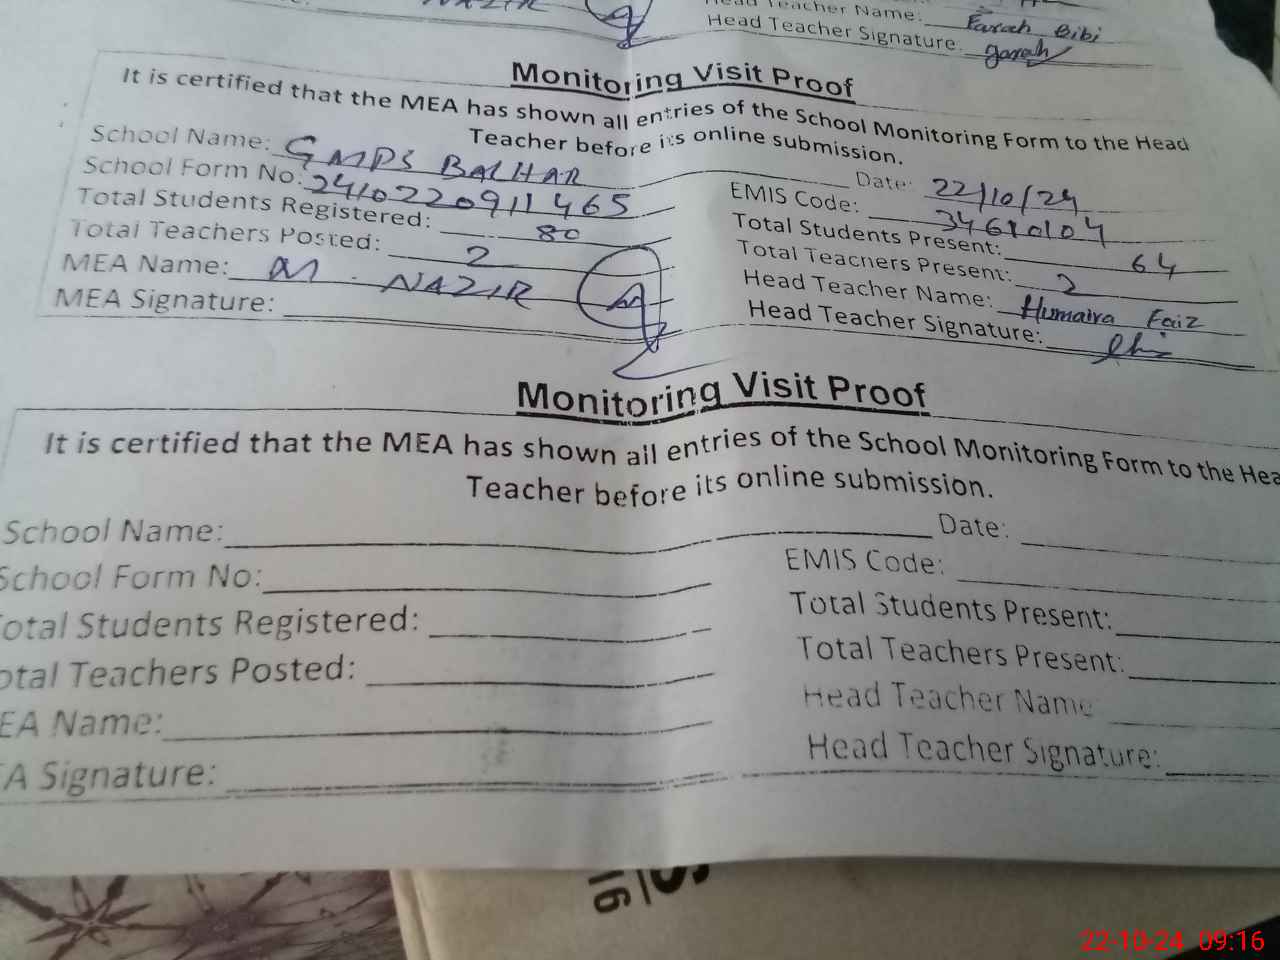 NAZIR
Head Teacher Name: Farah Bibi
Head Teacher Signature:
Monitoring Visit Proof
It is certified that the MEA has shown all entries of the School Monitoring Form to the Head
Teacher before its online submission.
School Name: GMPS BALHAR Date: 22/10/24
School Form No: 2410220911465 EMIS Code: 34610104
Total Students Registered: 80 Total Students Present: 64
Total Teachers Posted: 2 Total Teachers Present: 2
MEA Name: M. NAZIR Head Teacher Name: Humaira Faiz
MEA Signature: Head Teacher Signature:
Monitoring Visit Proof
It is certified that the MEA has shown all entries of the School Monitoring Form to the Hea
Teacher before its online submission.
School Name: Date:
School Form No: EMIS Code:
otal Students Registered: Total Students Present:
otal Teachers Posted: Total Teachers Present:
EA Name: Head Teacher Name
A Signature: Head Teacher Signature:
16
22-10-24 09:16